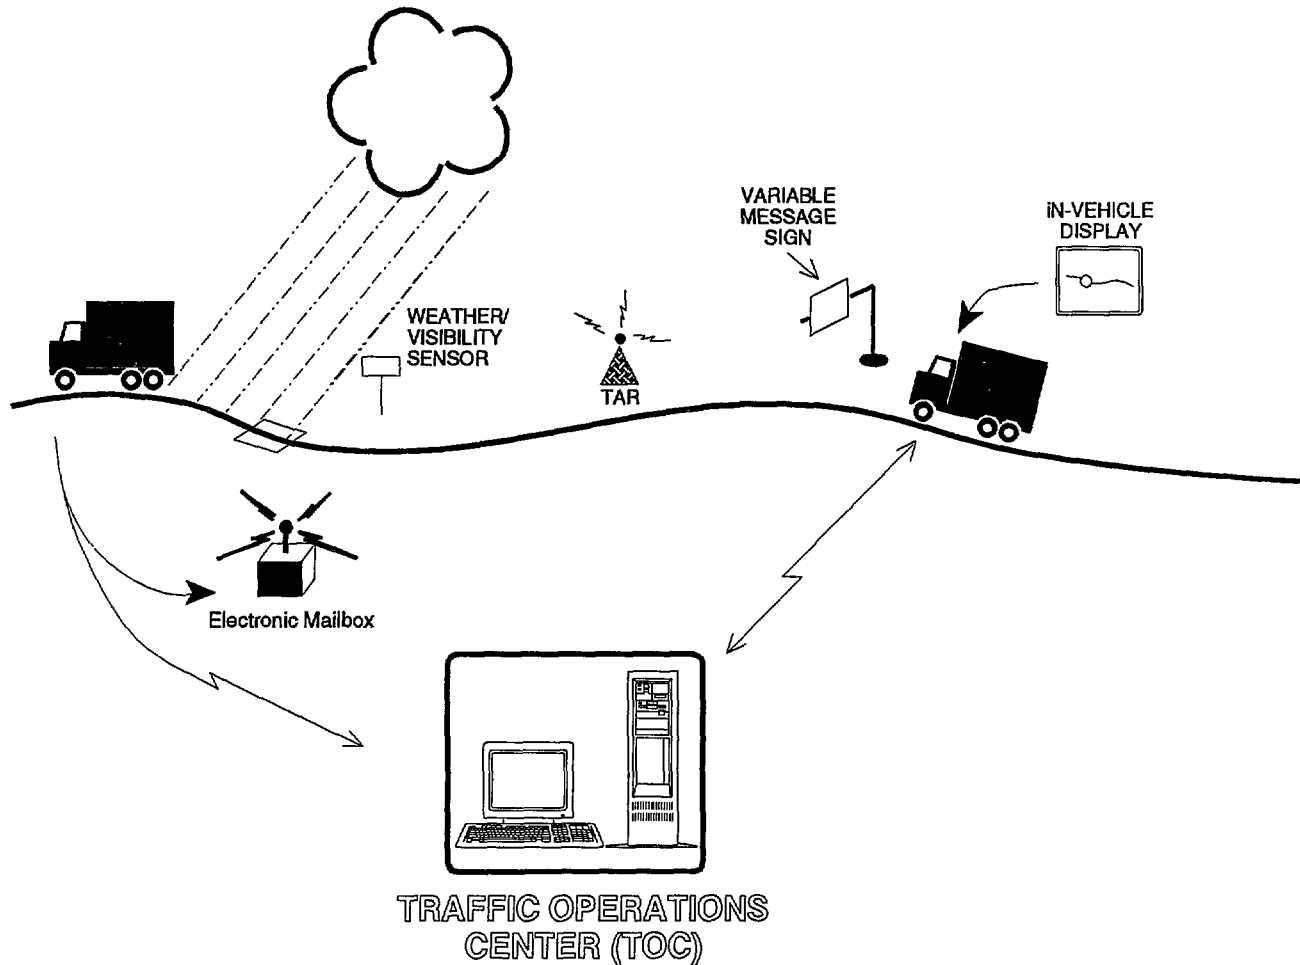 VARIABLE
MESSAGE
SIGN
iN-VEHICLE
DISPLAY
WEATHER/
VISIBILITY
SENSOR
TAR
Electronic Mailbox
TRAFFIC OPERATIONS
CENTER (TOC)